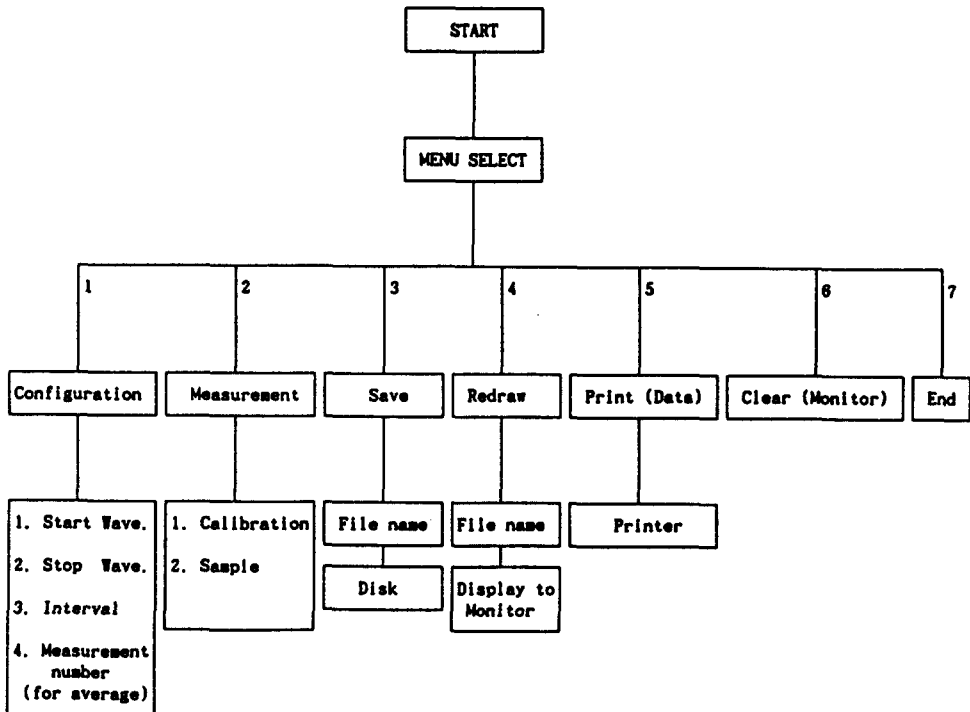 START
MENU SELECT
1 2 3 4 5 6 7
Configuration Measurement Save Redraw Print (Data) Clear (Monitor) End
1. Start Wave.
2. Stop Wave.
3. Interval
4. Measurement
number
(for average)
1. Calibration
2. Sample
File name
Disk
File name
Display to
Monitor
Printer